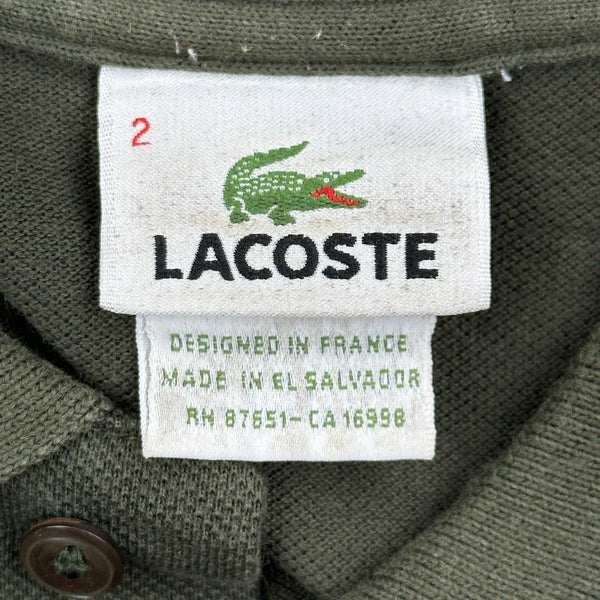 2
LACOSTE
DESIGNED IN FRANCE
MADE IN EL SALVADOR
RN 87651-CA 16998